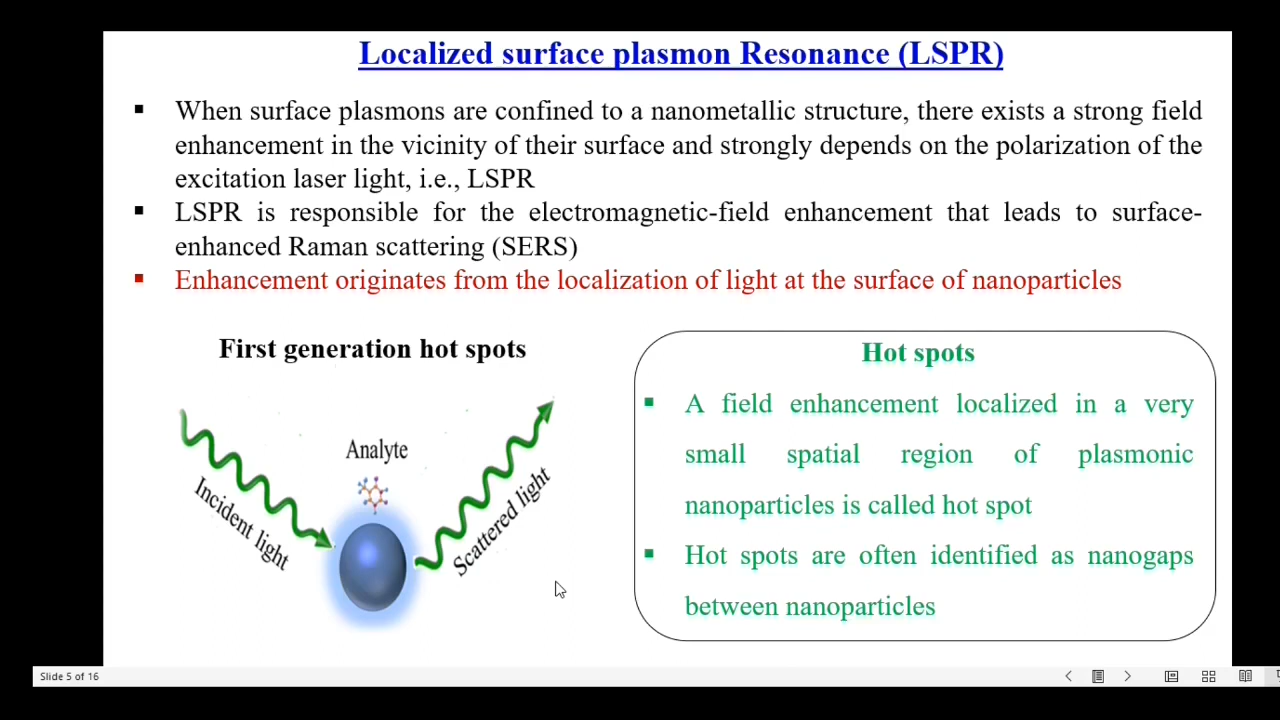 Localized surface plasmon Resonance (LSPR)
▪ When surface plasmons are confined to a nanometallic structure, there exists a strong field
enhancement in the vicinity of their surface and strongly depends on the polarization of the
excitation laser light, i.e., LSPR
▪ LSPR is responsible for the electromagnetic-field enhancement that leads to surface-
enhanced Raman scattering (SERS)
▪ Enhancement originates from the localization of light at the surface of nanoparticles
First generation hot spots
Analyte
Incident light
Scattered light
Hot spots
▪ A field enhancement localized in a very
small spatial region of plasmonic
nanoparticles is called hot spot
▪ Hot spots are often identified as nanogaps
between nanoparticles
Slide 5 of 16